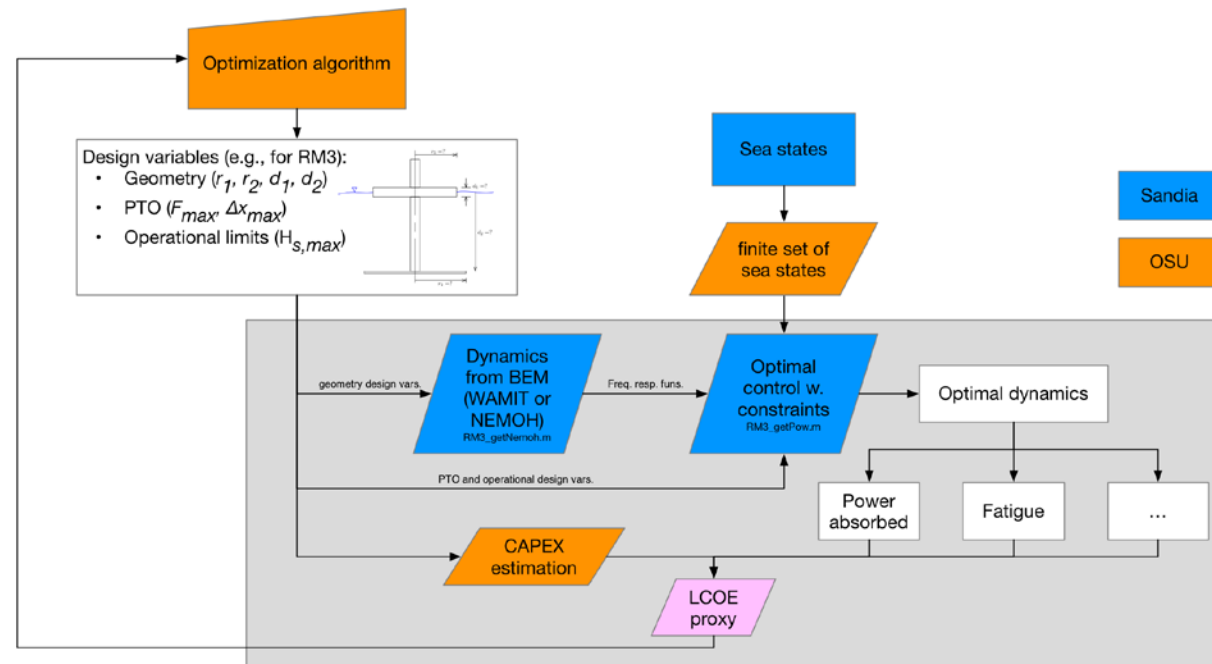 Optimization algorithm
Design variables (e.g., for RM3):
• Geometry (r1, r2, d1, d2)
• PTO (Fmax, Δxmax)
• Operational limits (Hs,max)
Sea states
finite set of
sea states
Sandia
OSU
geometry design vars.
Dynamics
from BEM
(WAMIT or
NEMOH)
RM3_getNemoh.m
Freq. resp. funs.
Optimal
control w.
constraints
RM3_getPow.m
Optimal dynamics
PTO and operational design vars.
Power
absorbed
Fatigue
...
CAPEX
estimation
LCOE
proxy